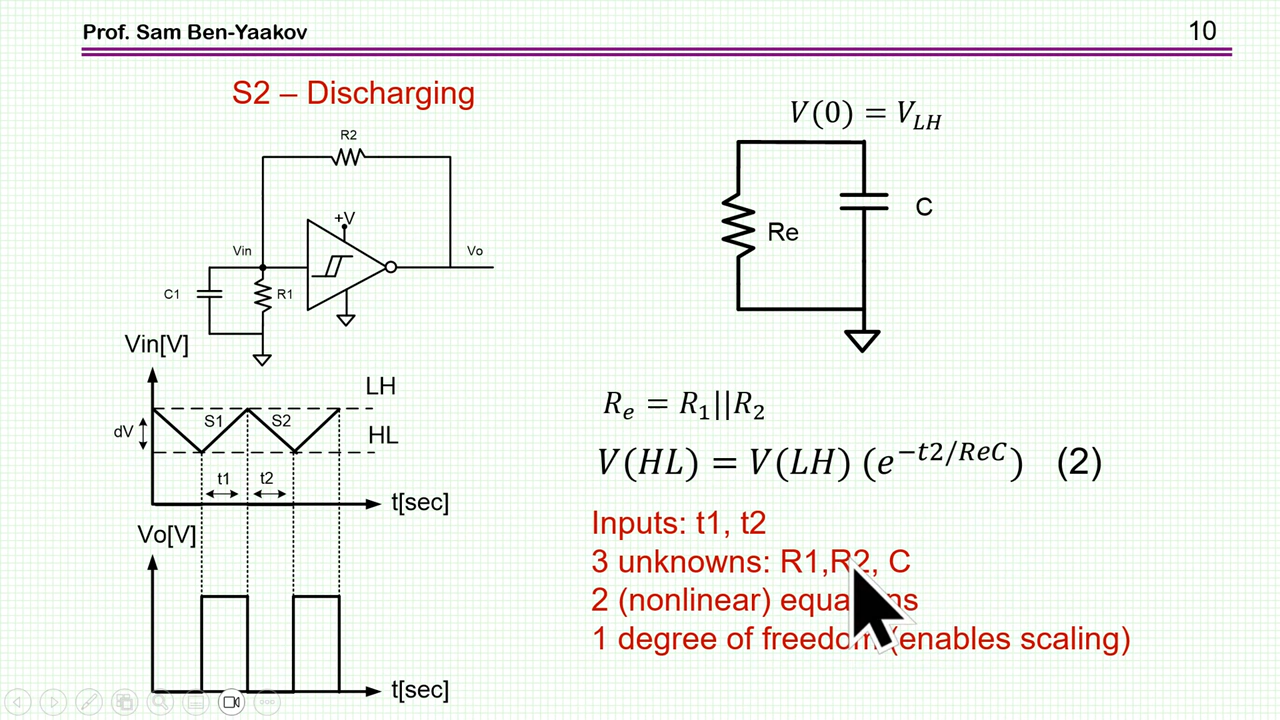 Prof. Sam Ben-Yaakov
10
S2 – Discharging
R2
+V
Vin
Vo
C1
R1
V(0) = V_{LH}
Re
C
Vin[V]
LH
S1
S2
dV
HL
t1
t2
t[sec]
Vo[V]
t[sec]
R_e = R_1||R_2
V(HL) = V(LH) (e^{-t2/ReC}) (2)
Inputs: t1, t2
3 unknowns: R1,R2, C
2 (nonlinear) equations
1 degree of freedom (enables scaling)